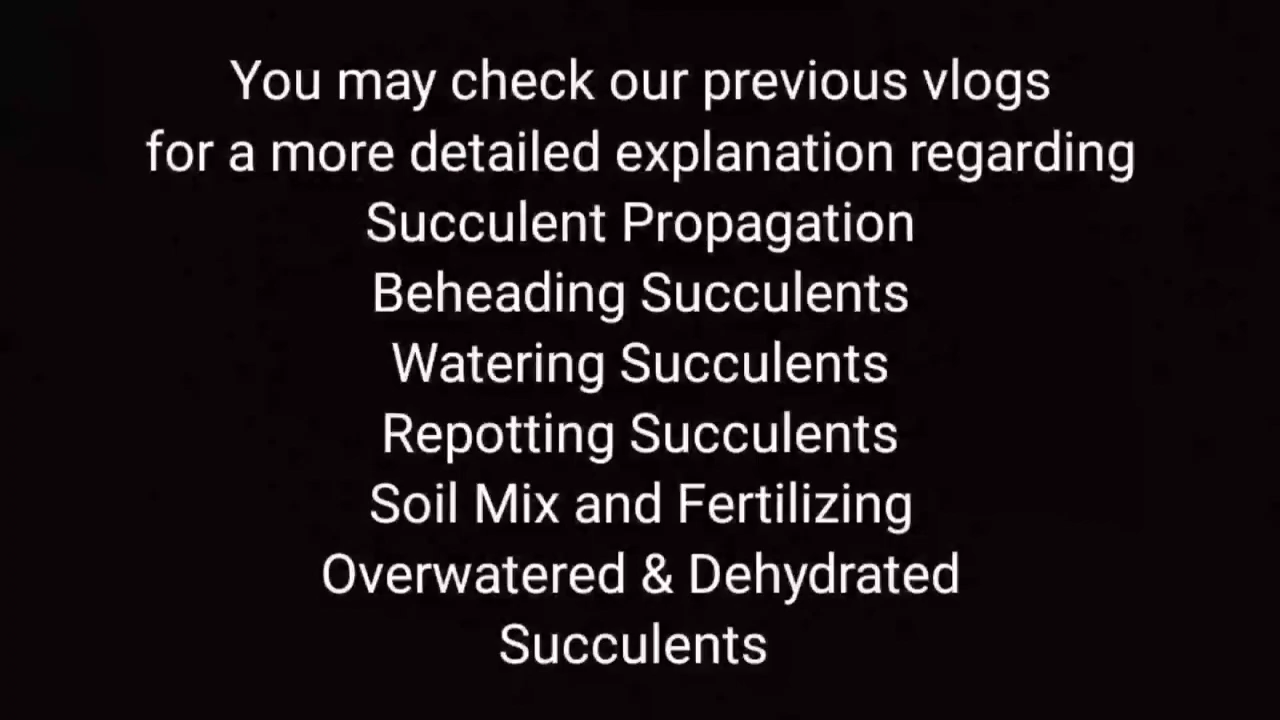 You may check our previous vlogs
for a more detailed explanation regarding
Succulent Propagation
Beheading Succulents
Watering Succulents
Repotting Succulents
Soil Mix and Fertilizing
Overwatered & Dehydrated
Succulents